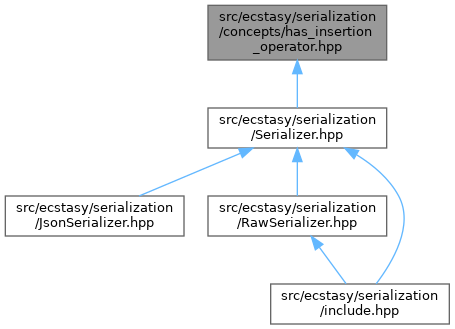 src/ecstasy/serialization
/concepts/has_insertion
_operator.hpp
src/ecstasy/serialization
/Serializer.hpp
src/ecstasy/serialization
/JsonSerializer.hpp
src/ecstasy/serialization
/RawSerializer.hpp
src/ecstasy/serialization
/include.hpp